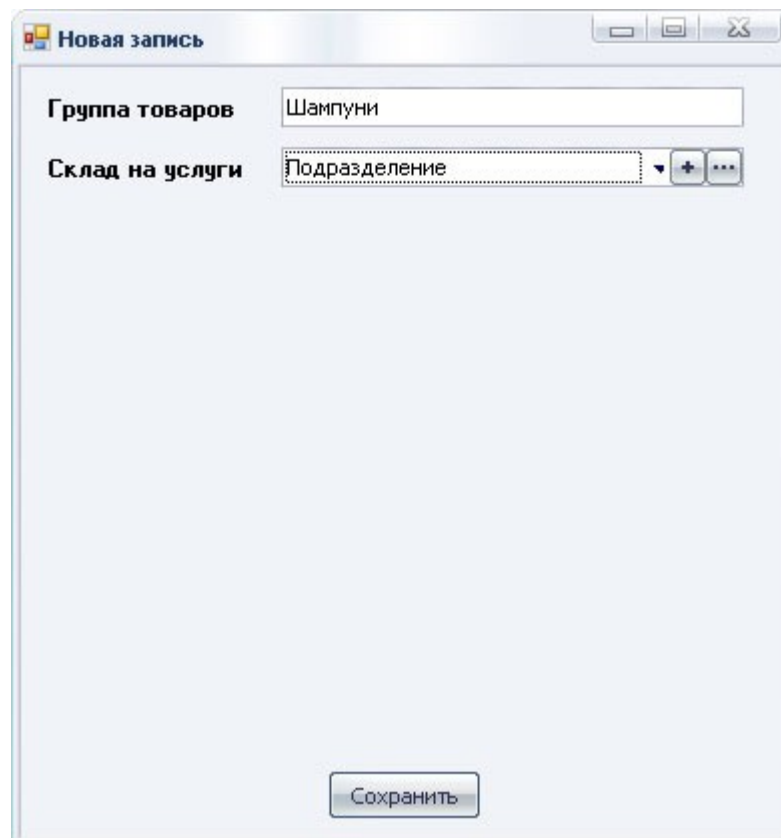 Новая запись
Группа товаров Шампуни
Склад на услуги Подразделение
Сохранить